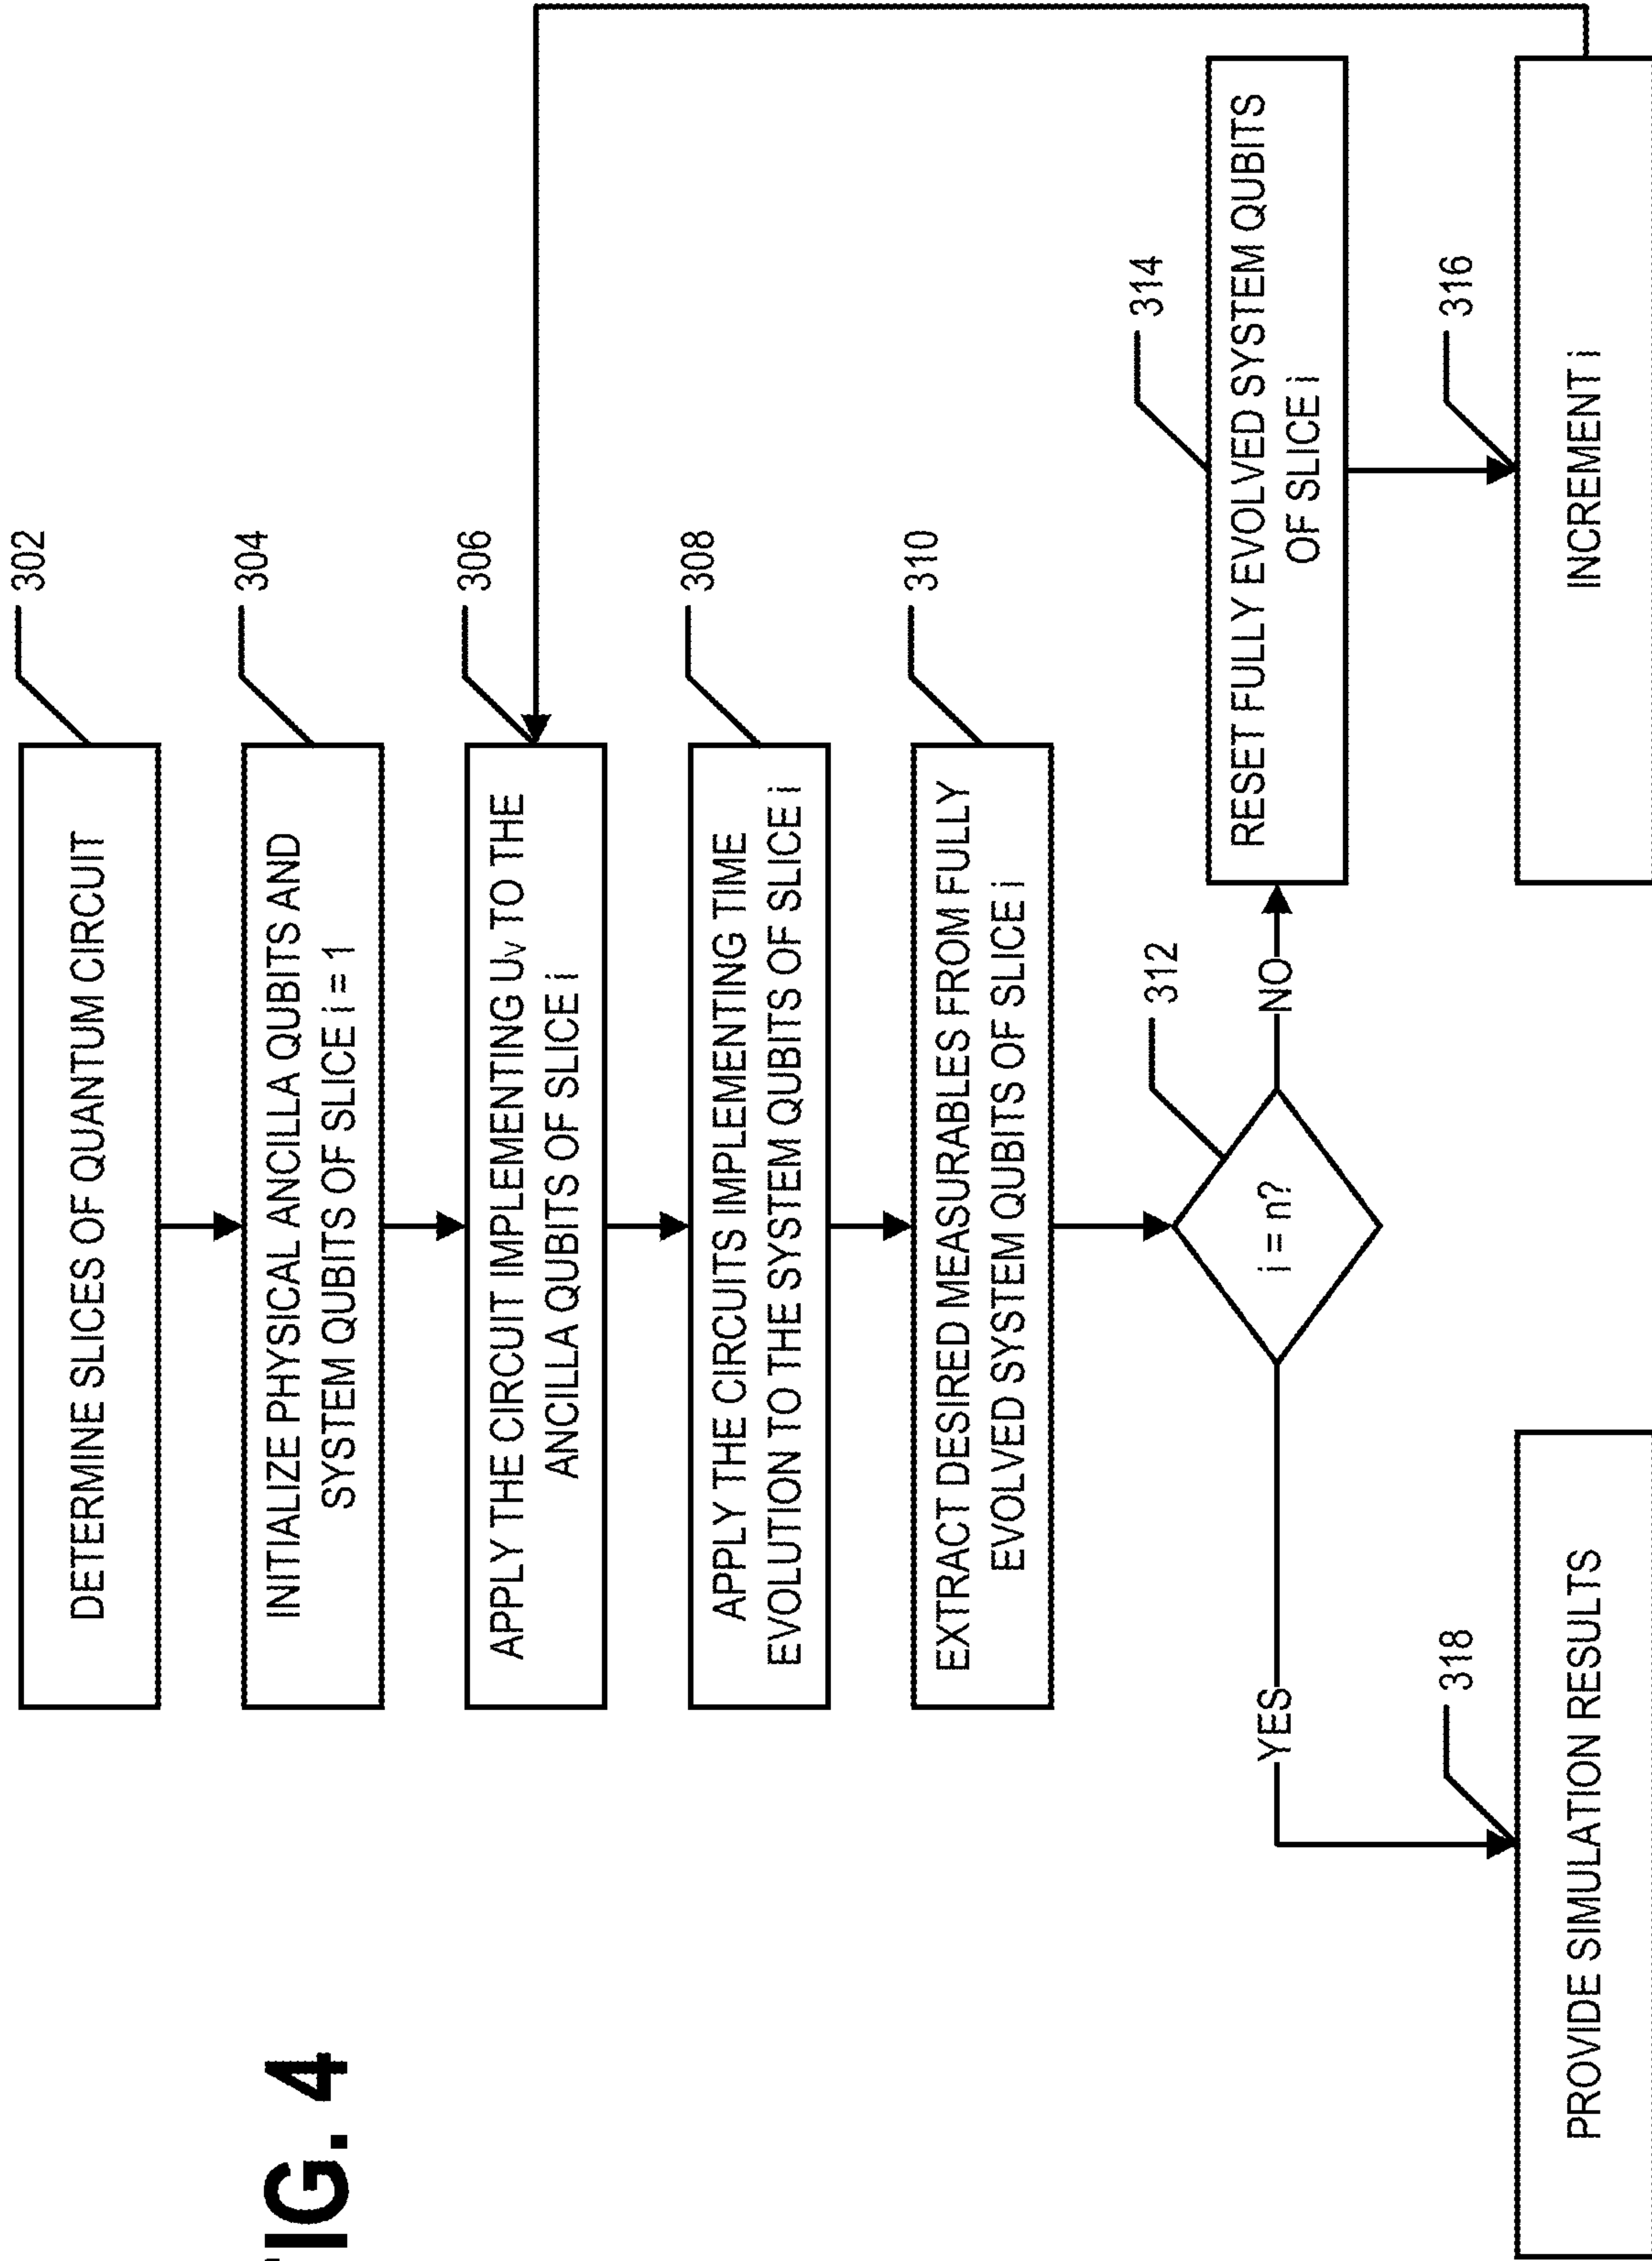 302
DETERMINE SLICES OF QUANTUM CIRCUIT
304
INITIALIZE PHYSICAL ANCILLA QUBITS AND
SYSTEM QUBITS OF SLICE i = 1
306
APPLY THE CIRCUIT IMPLEMENTING UV TO THE
ANCILLA QUBITS OF SLICE i
308
APPLY THE CIRCUITS IMPLEMENTING TIME
EVOLUTION TO THE SYSTEM QUBITS OF SLICE i
310
EXTRACT DESIRED MEASURABLES FROM FULLY
EVOLVED SYSTEM QUBITS OF SLICE i
312
i = n?
NO
314
RESET FULLY EVOLVED SYSTEM QUBITS
OF SLICE i
316
INCREMENT i
YES
318
PROVIDE SIMULATION RESULTS
IG. 4